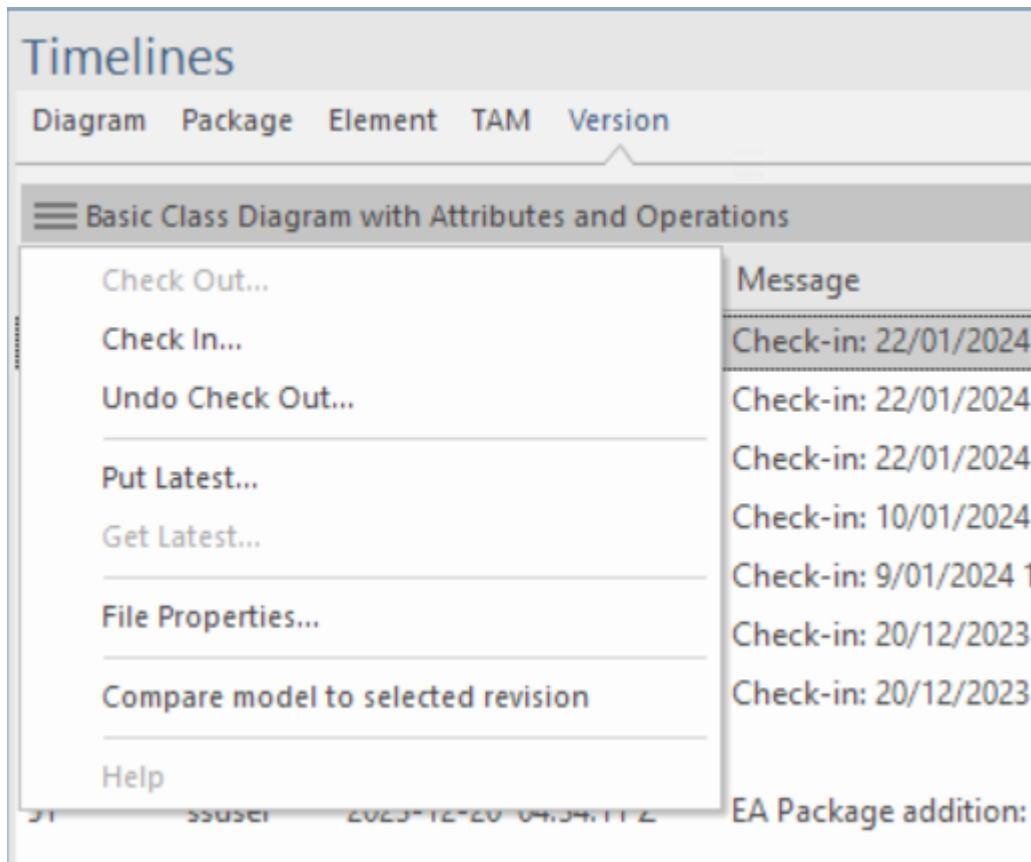 Timelines
Diagram Package Element TAM Version
Basic Class Diagram with Attributes and Operations
Check Out...
Message
Check In...
Check-in: 22/01/2024
Undo Check Out...
Check-in: 22/01/2024
Check-in: 22/01/2024
Put Latest...
Check-in: 10/01/2024
Get Latest...
Check-in: 9/01/2024 1
File Properties...
Check-in: 20/12/2023
Compare model to selected revision
Check-in: 20/12/2023
Help
EA Package addition: